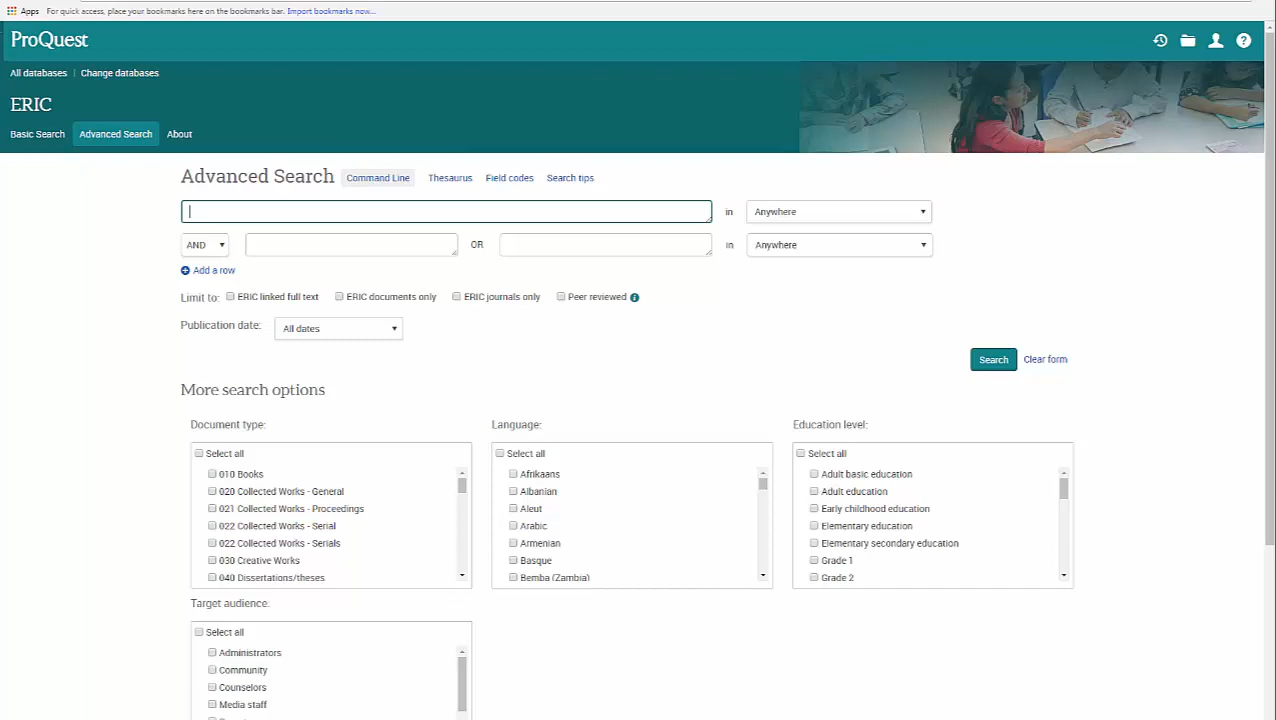 Apps For quick access, place your bookmarks here on the bookmarks bar. Import bookmarks now...
ProQuest
All databases | Change databases
ERIC
Basic Search Advanced Search About
Advanced Search Command Line Thesaurus Field codes Search tips
in Anywhere
AND OR in Anywhere
Add a row
Limit to: ERIC linked full text ERIC documents only ERIC journals only Peer reviewed
Publication date: All dates
Search Clear form
More search options
Document type: Language: Education level:
Select all Select all Select all
010 Books Afrikaans Adult basic education
020 Collected Works - General Albanian Adult education
021 Collected Works - Proceedings Aleut Early childhood education
022 Collected Works - Serial Arabic Elementary education
022 Collected Works - Serials Armenian Elementary secondary education
030 Creative Works Basque Grade 1
040 Dissertations/theses Bemba (Zambia) Grade 2
Target audience:
Select all
Administrators
Community
Counselors
Media staff